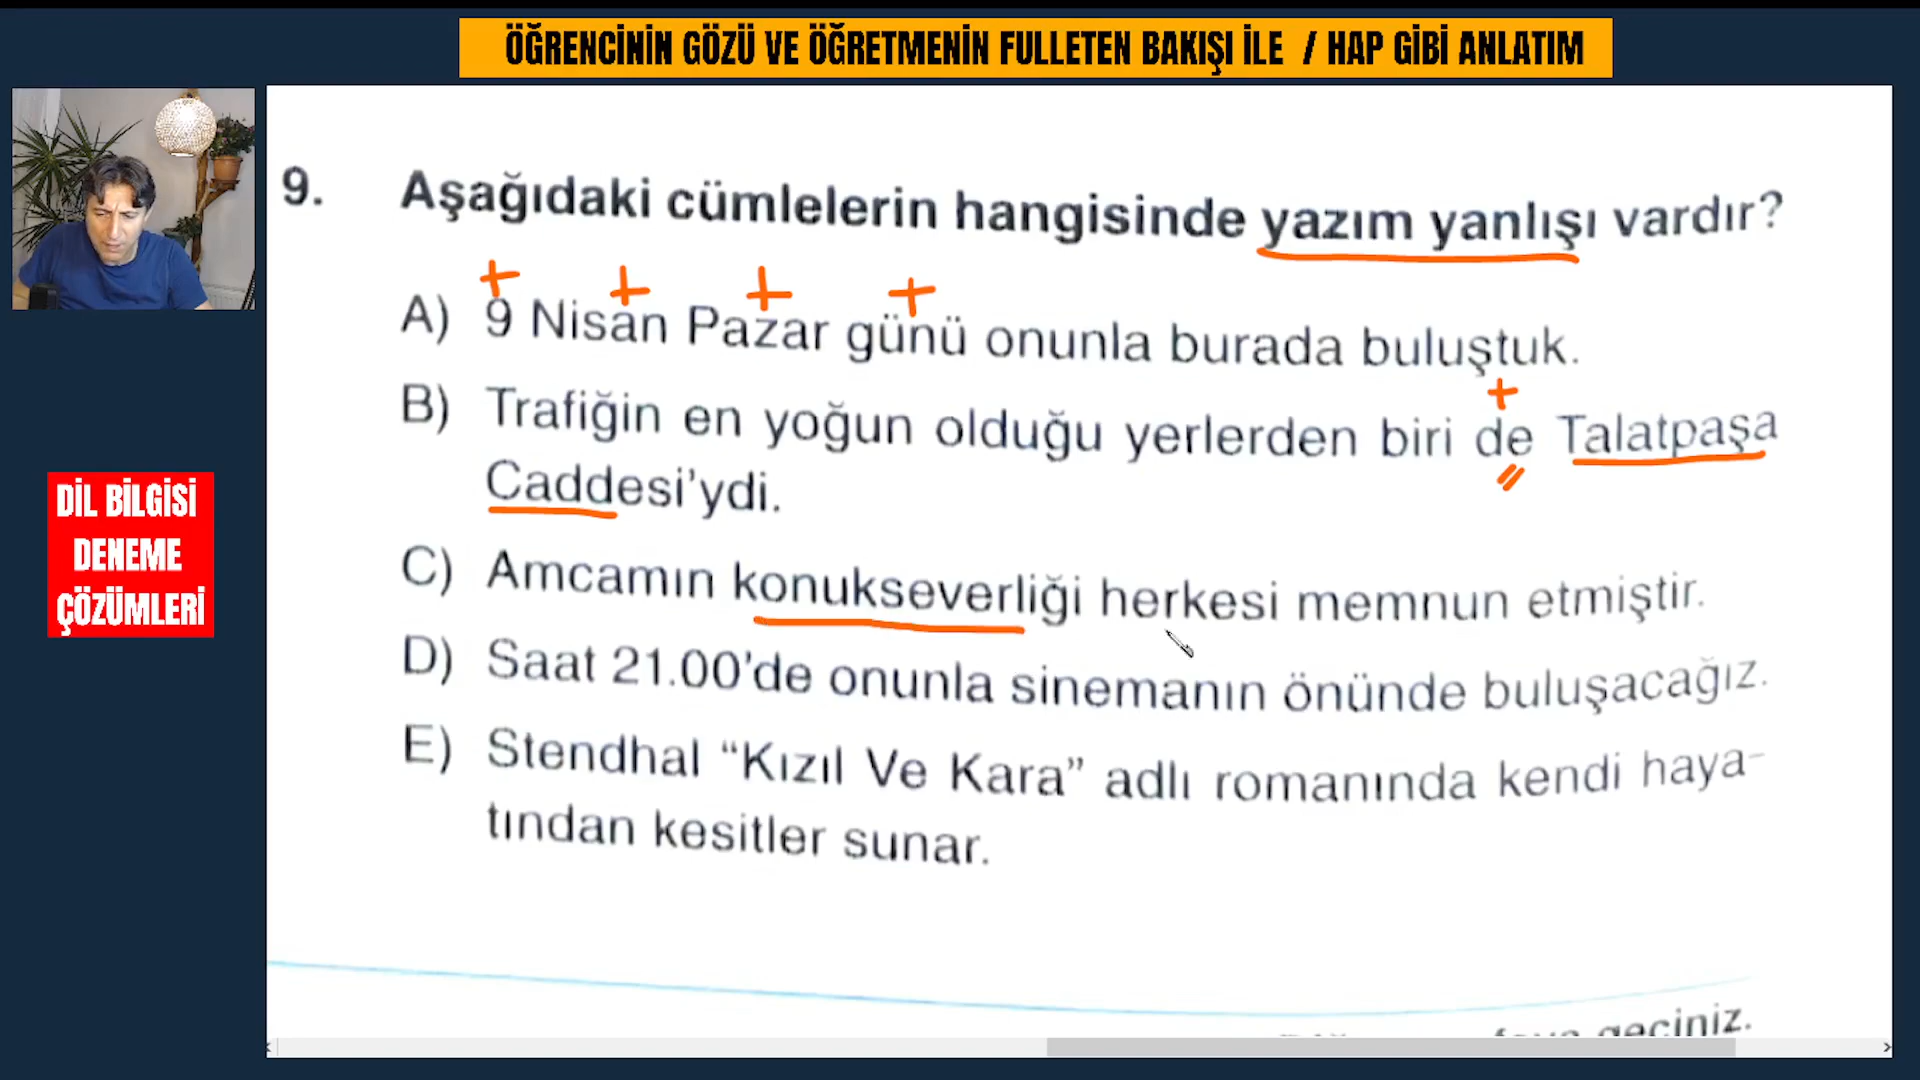 ÖĞRENCİNİN GÖZÜ VE ÖĞRETMENİN FULLETEN BAKIŞI İLE / HAP GİBİ ANLATIM
DİL BİLGİSİ
DENEME
ÇÖZÜMLERİ
9. Aşağıdaki cümlelerin hangisinde yazım yanlışı vardır?
A) 9 Nisan Pazar günü onunla burada buluştuk.
B) Trafiğin en yoğun olduğu yerlerden biri de Talatpaşa
Caddesi'ydi.
C) Amcamın konukseverliği herkesi memnun etmiştir.
D) Saat 21.00'de onunla sinemanın önünde buluşacağız.
E) Stendhal “Kızıl Ve Kara” adlı romanında kendi haya-
tından kesitler sunar.
geciniz.